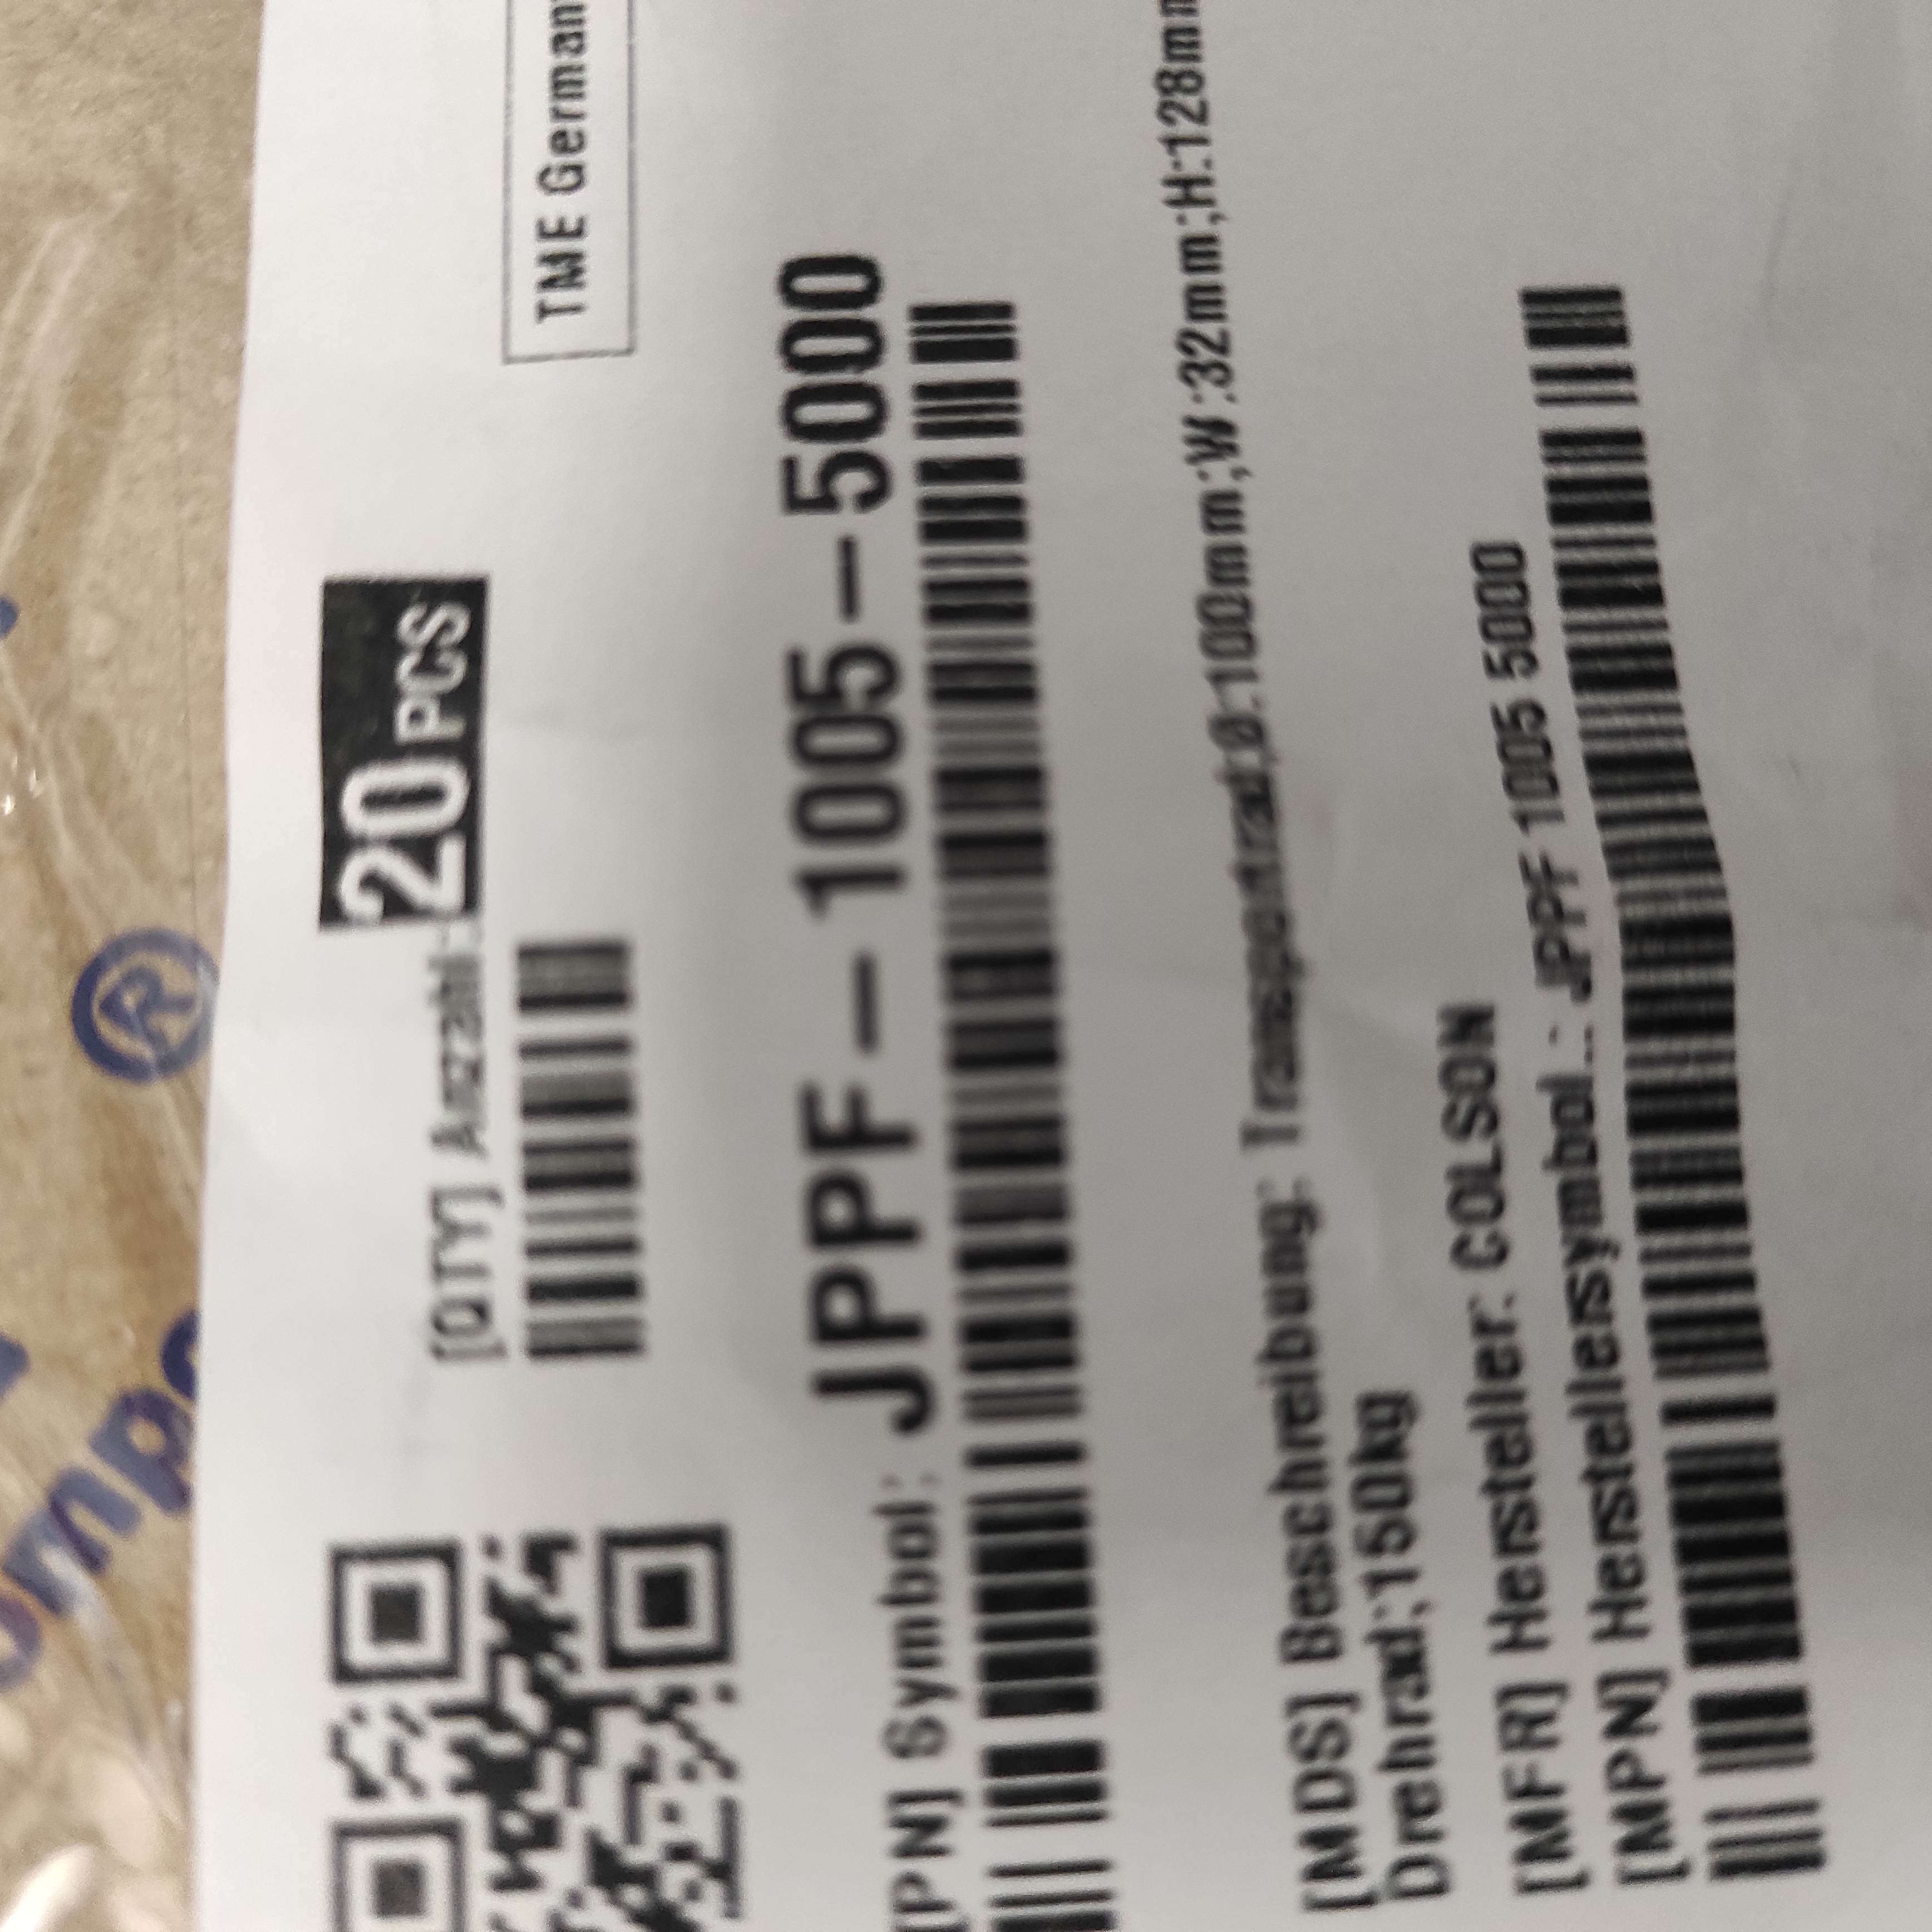 ®
[QTY] Anzahl: 20 PCS
TME German
[PN] Symbol: JPPF-1005-5000
[MDS] Beschreibung: Transportrad;Ø:100mm;W:32mm;H:128mm
Drehrad;150kg
[MFR] Hersteller: COLSON
[MPN] Herstellersymbol.: JPPF 1005 5000